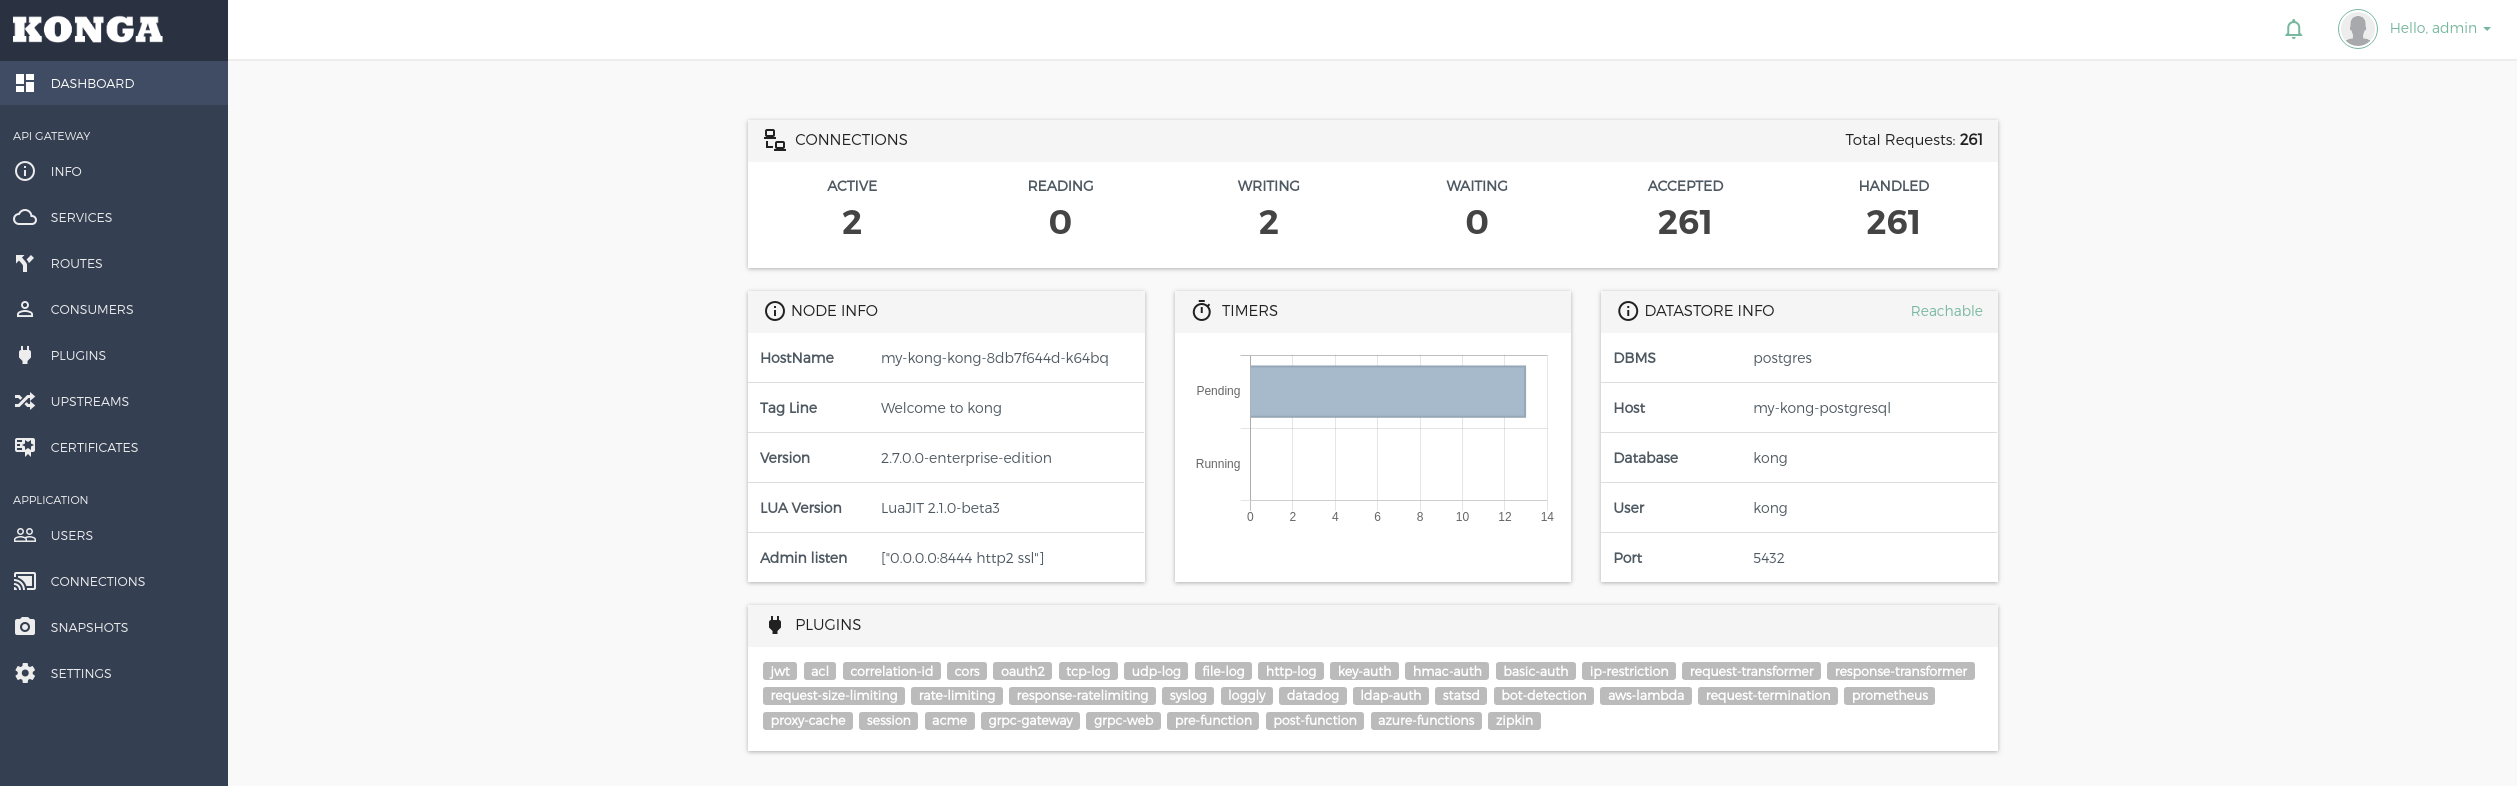 KONGA
Hello, admin
DASHBOARD
API GATEWAY
INFO
SERVICES
ROUTES
CONSUMERS
PLUGINS
UPSTREAMS
CERTIFICATES
APPLICATION
USERS
CONNECTIONS
SNAPSHOTS
SETTINGS
CONNECTIONS Total Requests: 261
ACTIVE READING WRITING WAITING ACCEPTED HANDLED
2 0 2 0 261 261
NODE INFO
HostName my-kong-kong-8db7f644d-k64bq
Tag Line Welcome to kong
Version 2.7.0.0-enterprise-edition
LUA Version LuaJIT 2.1.0-beta3
Admin listen ["0.0.0.0:8444 http2 ssl"]
TIMERS
Pending
Running
0 2 4 6 8 10 12 14
DATASTORE INFO Reachable
DBMS postgres
Host my-kong-postgresql
Database kong
User kong
Port 5432
PLUGINS
jwt acl correlation-id cors oauth2 tcp-log udp-log file-log http-log key-auth hmac-auth basic-auth ip-restriction request-transformer response-transformer
request-size-limiting rate-limiting response-ratelimiting syslog loggly datadog ldap-auth statsd bot-detection aws-lambda request-termination prometheus
proxy-cache session acme grpc-gateway grpc-web pre-function post-function azure-functions zipkin